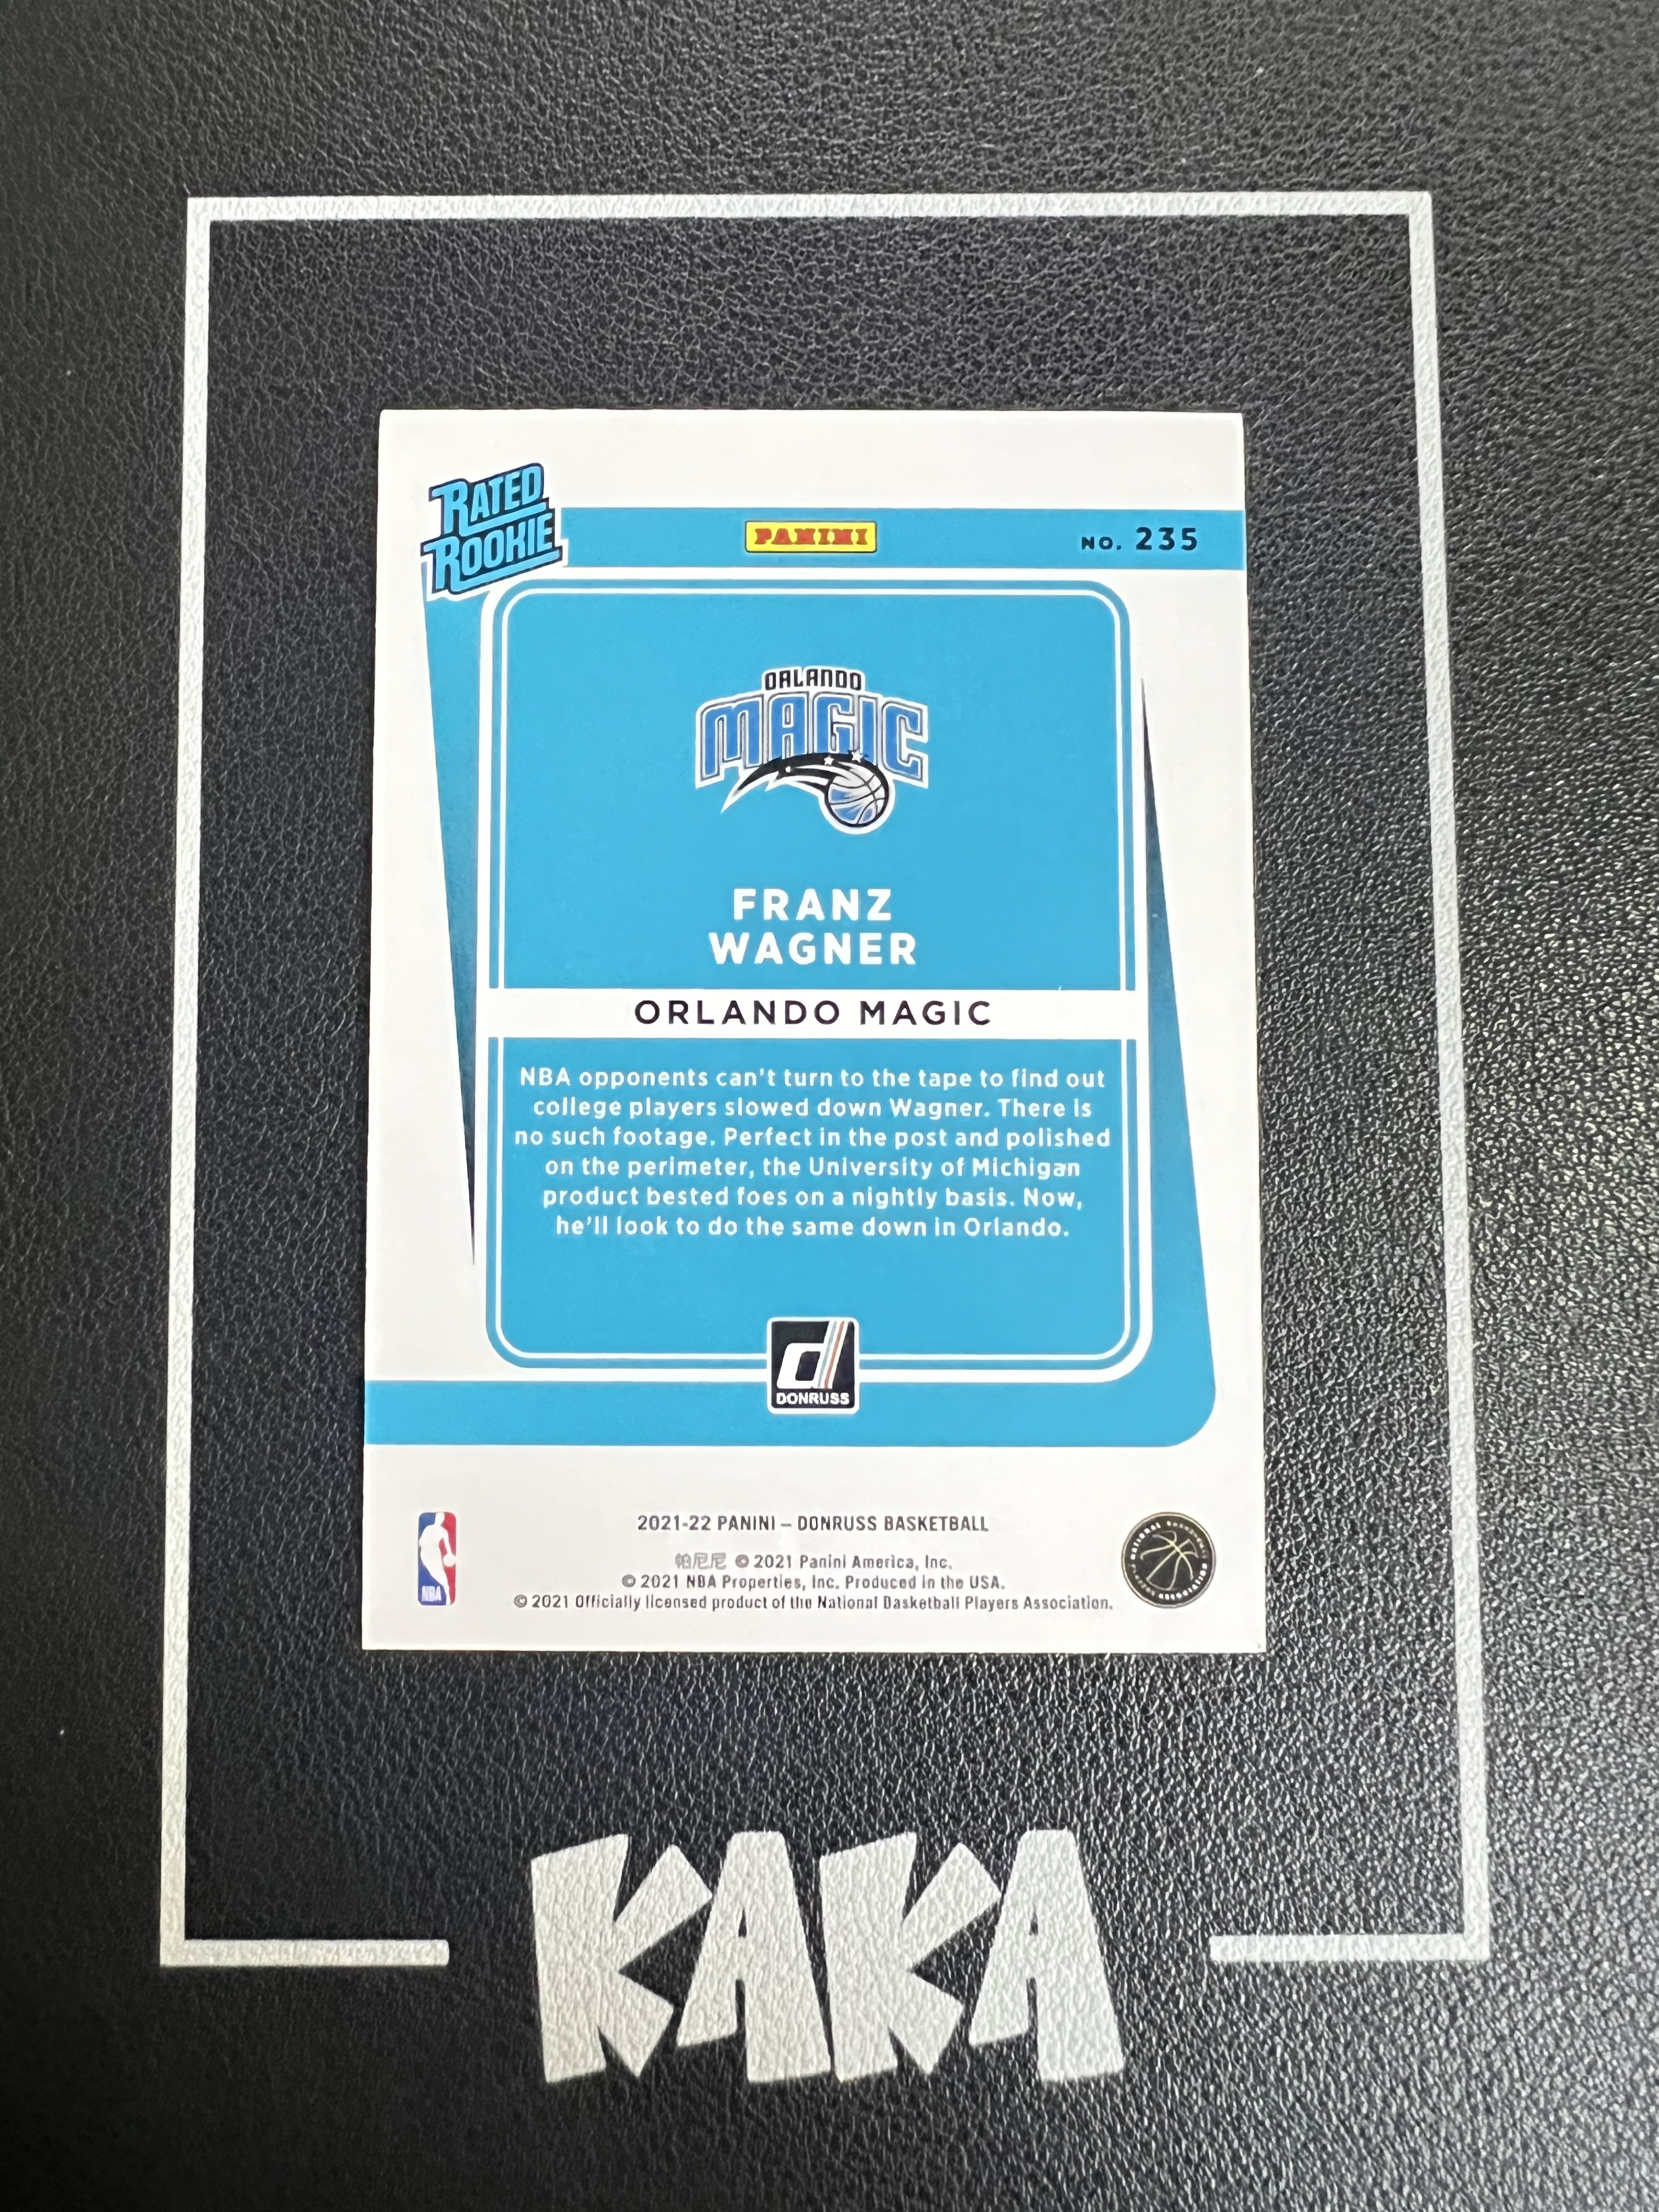 RATED
ROOKIE
PANINI
NO. 235
ORLANDO
MAGIC
FRANZ
WAGNER
ORLANDO MAGIC
NBA opponents can't turn to the tape to find out
college players slowed down Wagner. There is
no such footage. Perfect in the post and polished
on the perimeter, the University of Michigan
product bested foes on a nightly basis. Now,
he'll look to do the same down in Orlando.
d
DONRUSS
2021-22 PANINI – DONRUSS BASKETBALL
帕尼尼 © 2021 Panini America, Inc.
© 2021 NBA Properties, Inc. Produced in the USA.
© 2021 Officially licensed product of the National Basketball Players Association.
NBA
KAKA